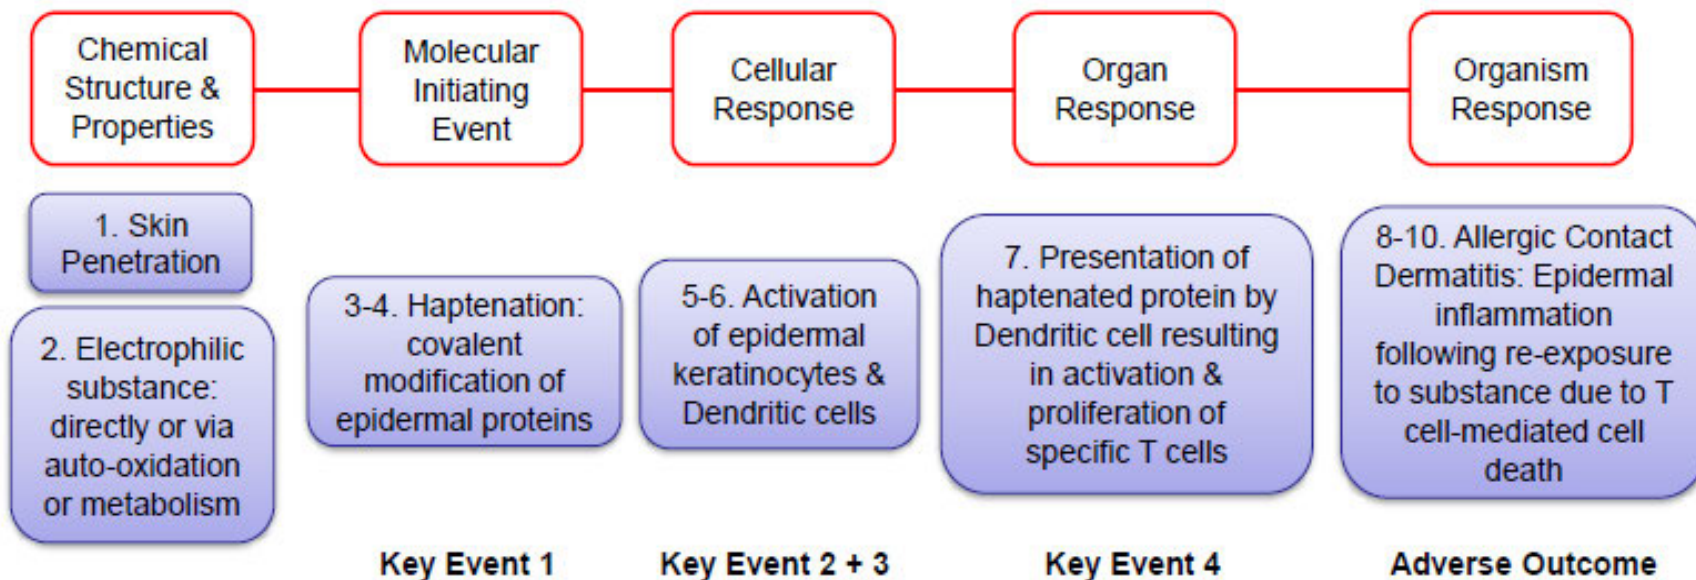 Chemical
Structure &
Properties
Molecular
Initiating
Event
Cellular
Response
Organ
Response
Organism
Response
1. Skin
Penetration
2. Electrophilic
substance:
directly or via
auto-oxidation
or metabolism
3-4. Haptenation:
covalent
modification of
epidermal proteins
5-6. Activation
of epidermal
keratinocytes &
Dendritic cells
7. Presentation of
haptenated protein by
Dendritic cell resulting
in activation &
proliferation of
specific T cells
8-10. Allergic Contact
Dermatitis: Epidermal
inflammation
following re-exposure
to substance due to T
cell-mediated cell
death
Key Event 1
Key Event 2 + 3
Key Event 4
Adverse Outcome